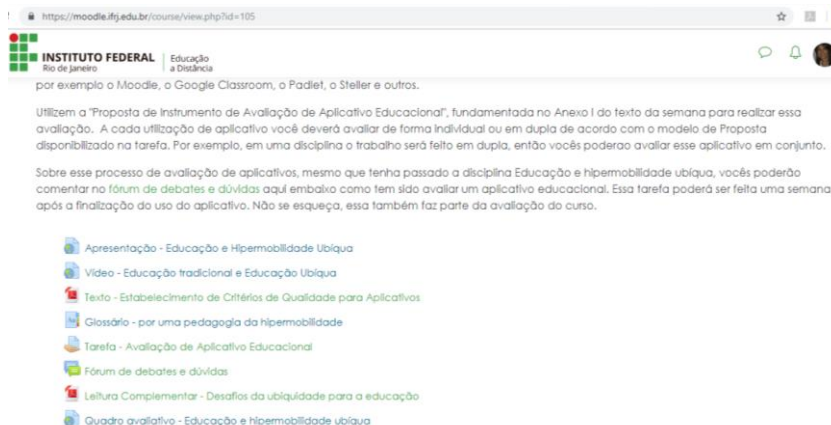 https://moodle.ifrj.edu.br/course/view.php?id=105
INSTITUTO FEDERAL
Rio de Janeiro
Educação
a Distância
por exemplo o Moodle, o Google Classroom, o Padlet, o Steller e outros.
Utilizem a "Proposta de Instrumento de Avaliação de Aplicativo Educacional", fundamentada no Anexo I do texto da semana para realizar essa
avaliação. A cada utilização de aplicativo você deverá avaliar de forma individual ou em dupla de acordo com o modelo de Proposta
disponibilizado na tarefa. Por exemplo, em uma disciplina o trabalho será feito em dupla, então vocês poderao avaliar esse aplicativo em conjunto.
Sobre esse processo de avaliação de aplicativos, mesmo que tenha passado a disciplina Educação e hipermobilidade ubíqua, vocês poderão
comentar no fórum de debates e dúvidas aqui embaixo como tem sido avaliar um aplicativo educacional. Essa tarefa poderá ser feita uma semana
após a finalização do uso do aplicativo. Não se esqueça, essa também faz parte da avaliação do curso.
Apresentação - Educação e Hipermobilidade Ubíqua
Vídeo - Educação tradicional e Educação Ubíqua
Texto - Estabelecimento de Critérios de Qualidade para Aplicativos
Glossário - por uma pedagogia da hipermobilidade
Tarefa - Avaliação de Aplicativo Educacional
Fórum de debates e dúvidas
Leitura Complementar - Desafios da ubiquidade para a educação
Quadro avaliativo - Educação e hipermobilidade ubíqua